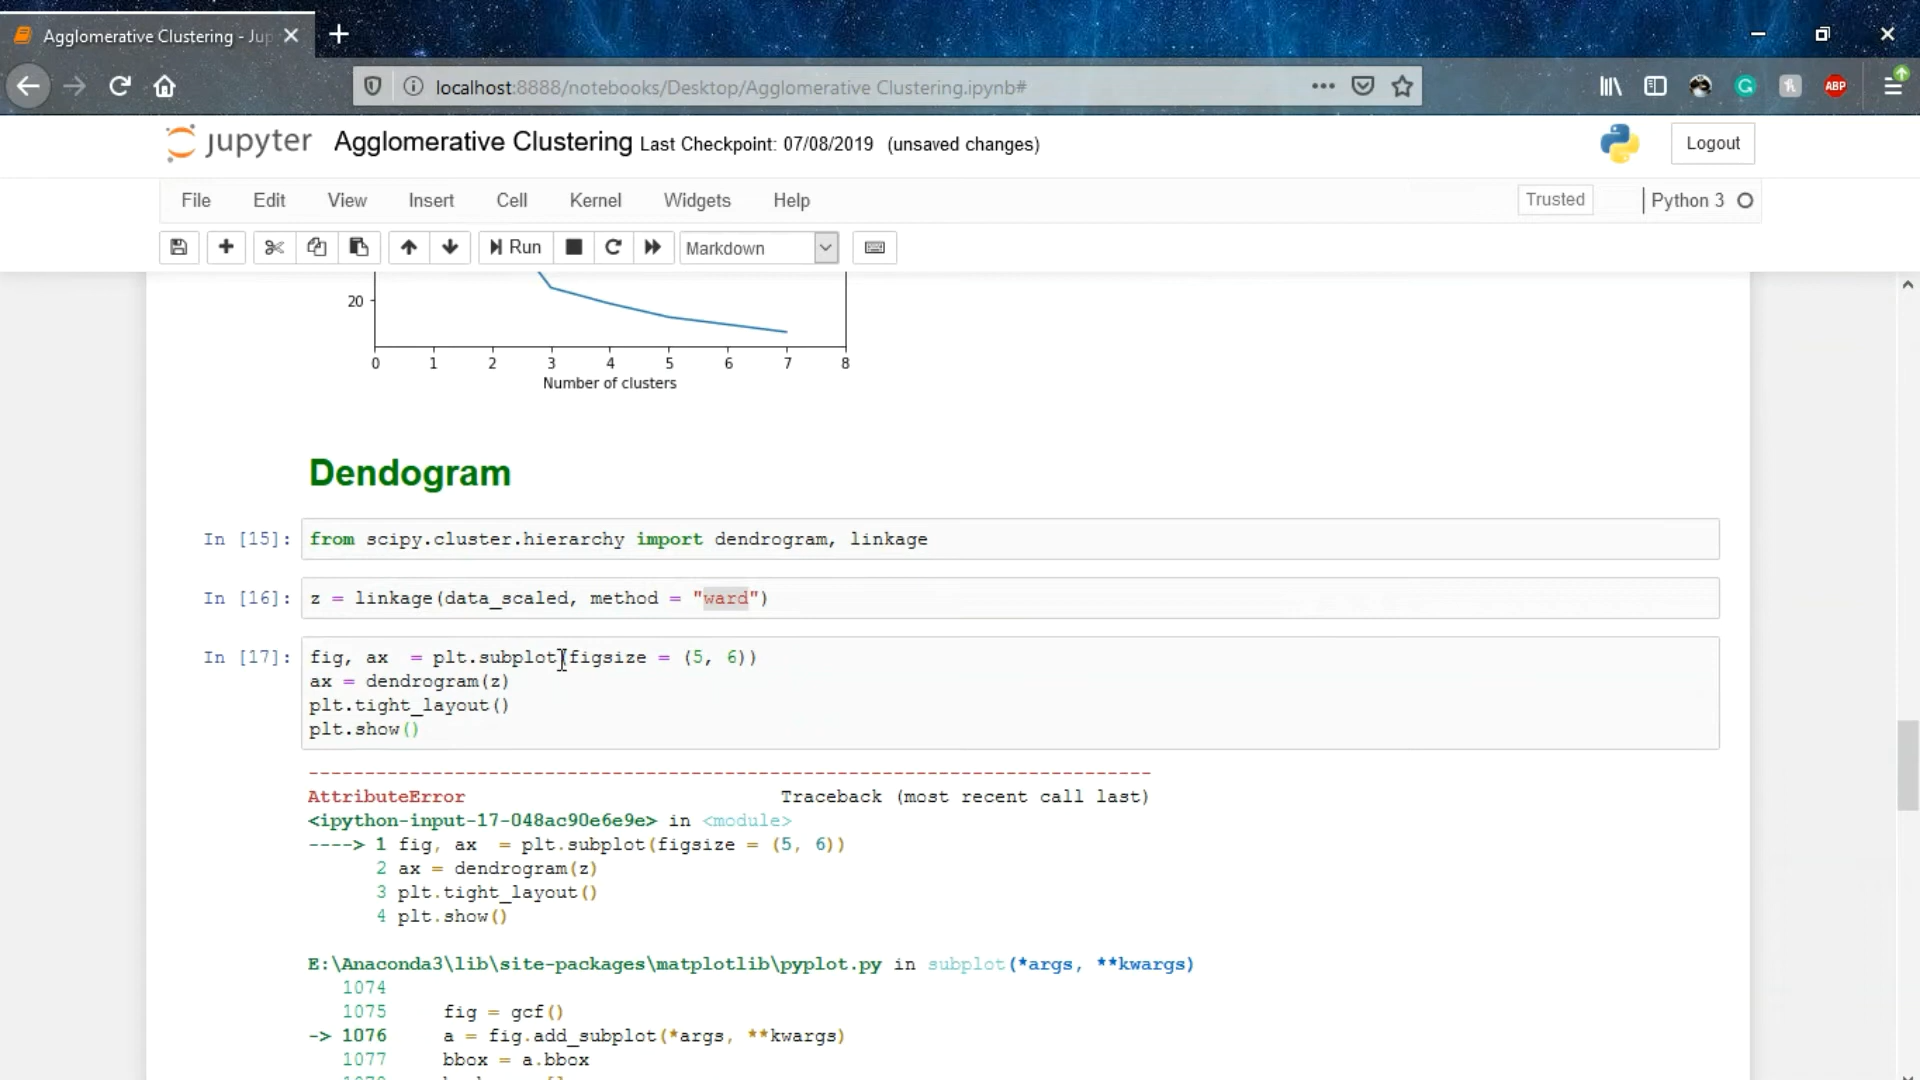 Agglomerative Clustering - Jup
localhost:8888/notebooks/Desktop/Agglomerative Clustering.ipynb#
ABP
jupyter Agglomerative Clustering Last Checkpoint: 07/08/2019 (unsaved changes)
Logout
File Edit View Insert Cell Kernel Widgets Help
Trusted
Python 3
Run
Markdown
20
0 1 2 3 4 5 6 7 8
Number of clusters
Dendogram
In [15]: from scipy.cluster.hierarchy import dendrogram, linkage
In [16]: z = linkage(data_scaled, method = "ward")
In [17]: fig, ax  = plt.subplot(figsize = (5, 6))
ax = dendrogram(z)
plt.tight_layout()
plt.show()
---------------------------------------------------------------------------
AttributeError                            Traceback (most recent call last)
<ipython-input-17-048ac90e6e9e> in <module>
----> 1 fig, ax  = plt.subplot(figsize = (5, 6))
      2 ax = dendrogram(z)
      3 plt.tight_layout()
      4 plt.show()
E:\Anaconda3\lib\site-packages\matplotlib\pyplot.py in subplot(*args, **kwargs)
   1074
   1075     fig = gcf()
-> 1076     a = fig.add_subplot(*args, **kwargs)
   1077     bbox = a.bbox